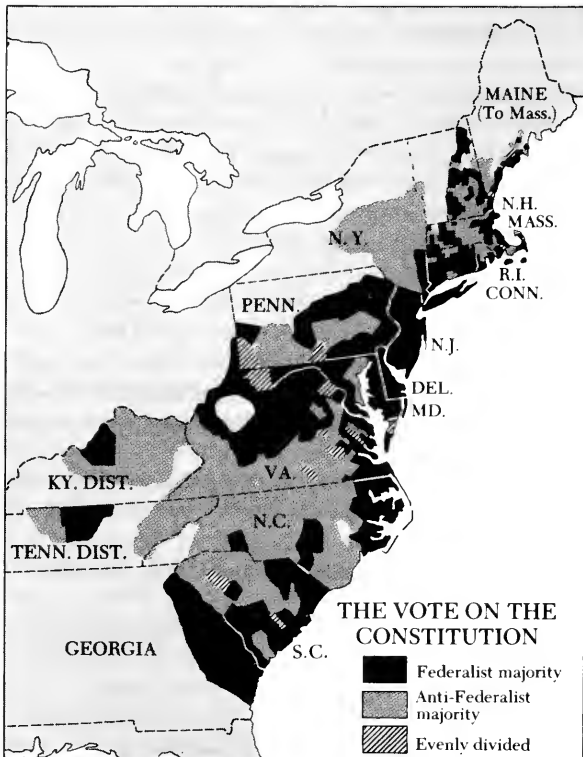 MAINE
(To Mass.)
N.H.
MASS.
N.Y.
R.I.
CONN.
PENN.
N.J.
DEL.
MD.
VA.
KY. DIST.
N.C.
TENN. DIST.
GEORGIA
S.C.
THE VOTE ON THE
CONSTITUTION
Federalist majority
Anti-Federalist
majority
Evenly divided